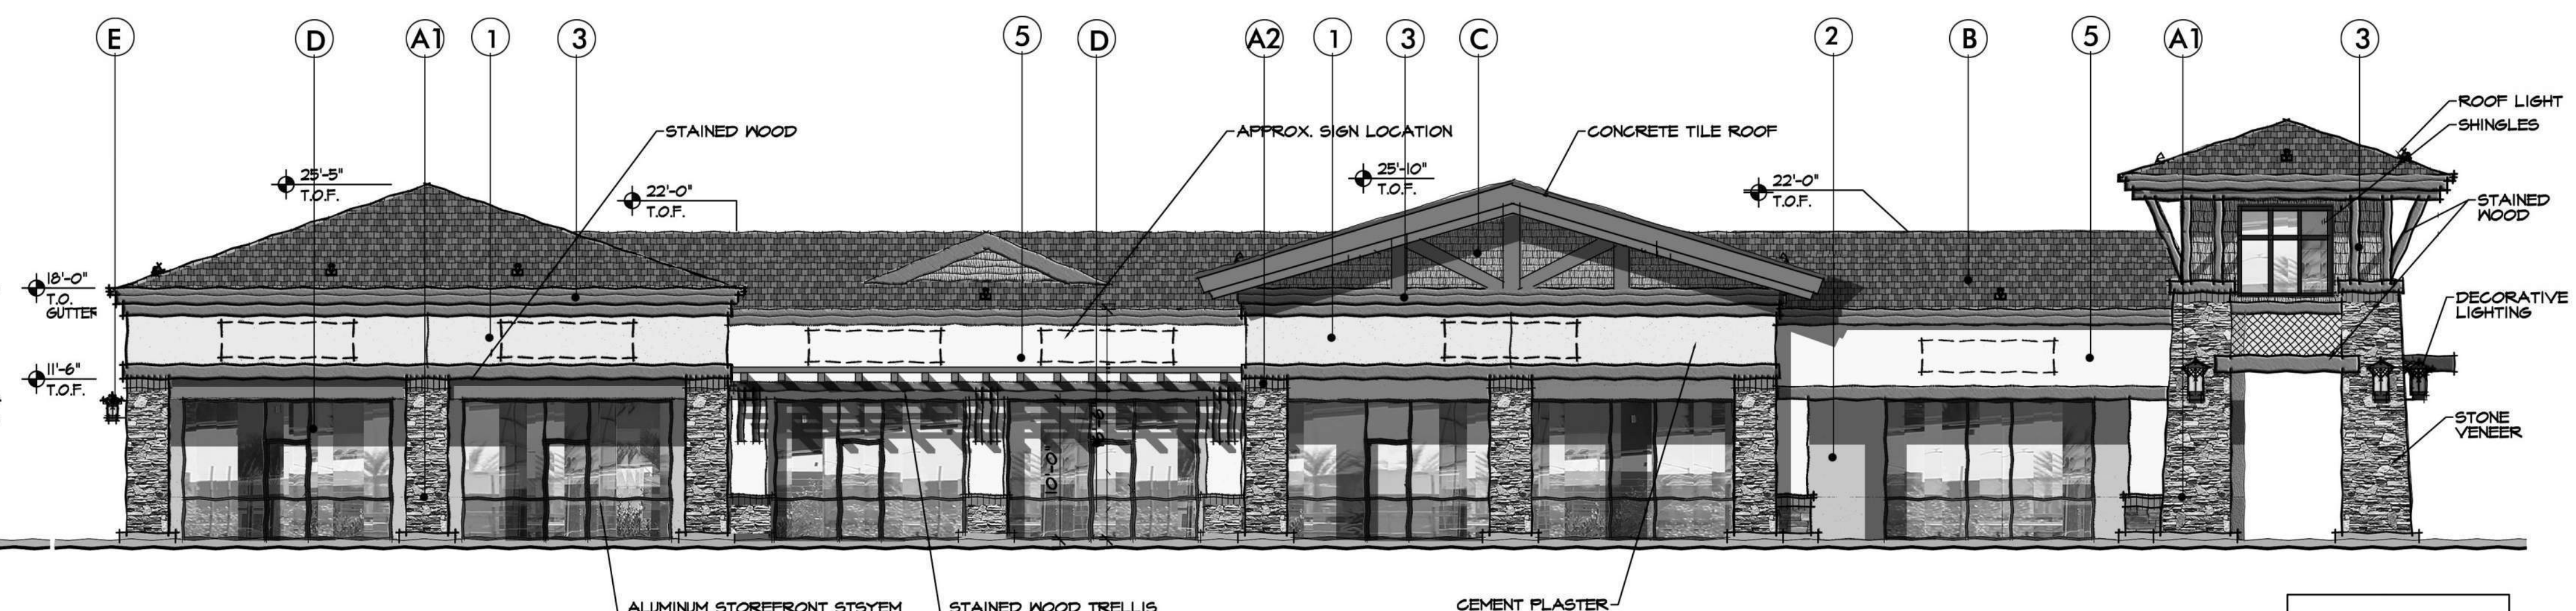 E
D
A1
1
3
5
D
A2
1
3
C
2
B
5
A1
3
ROOF LIGHT
SHINGLES
STAINED WOOD
APPROX. SIGN LOCATION
CONCRETE TILE ROOF
25'-5"
T.O.F.
22'-0"
T.O.F.
25'-10"
T.O.F.
22'-0"
T.O.F.
STAINED
WOOD
18'-0"
T.O.
GUTTER
DECORATIVE
LIGHTING
11'-6"
T.O.F.
STONE
VENEER
10'-0"
ALUMINUM STOREFRONT STSYEM
STAINED WOOD TRELLIS
CEMENT PLASTER